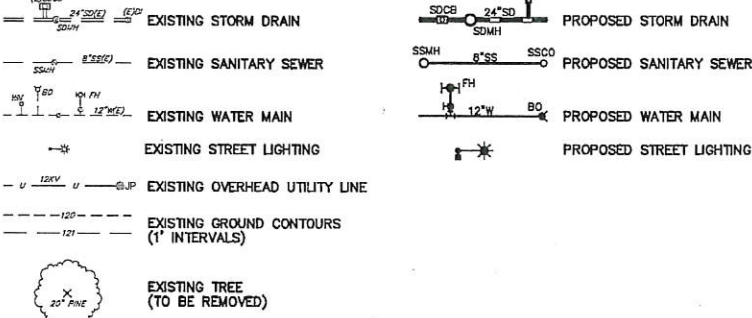 24"SD(E)
SDMH
EXISTING STORM DRAIN
8"SS(E)
SSMH
EXISTING SANITARY SEWER
BO
FH
12"W(E)
EXISTING WATER MAIN
EXISTING STREET LIGHTING
U 12KV U JP
EXISTING OVERHEAD UTILITY LINE
120
121
EXISTING GROUND CONTOURS
(1' INTERVALS)
20" PINE
EXISTING TREE
(TO BE REMOVED)
SDCB
24"SD
SDMH
PROPOSED STORM DRAIN
SSMH
8"SS
SSCO
PROPOSED SANITARY SEWER
FH
12"W
BO
PROPOSED WATER MAIN
PROPOSED STREET LIGHTING